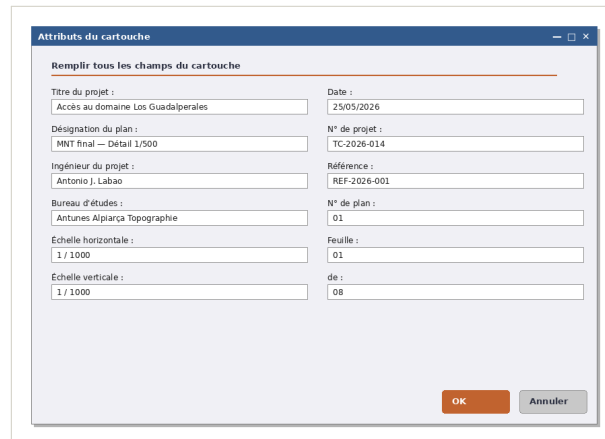 Attributs du cartouche
Remplir tous les champs du cartouche
Titre du projet :
Accès au domaine Los Guadalperales
Date :
25/05/2026
Désignation du plan :
MNT final — Détail 1/500
N° de projet :
TC-2026-014
Ingénieur du projet :
Antonio J. Labao
Référence :
REF-2026-001
Bureau d'études :
Antunes Alpiarça Topographie
N° de plan :
01
Échelle horizontale :
1 / 1000
Feuille :
01
Échelle verticale :
1 / 1000
de :
08
OK
Annuler